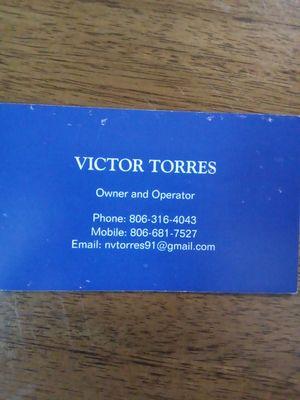 VICTOR TORRES
Owner and Operator
Phone: 806-316-4043
Mobile: 806-681-7527
Email: nvtorres91@gmail.com